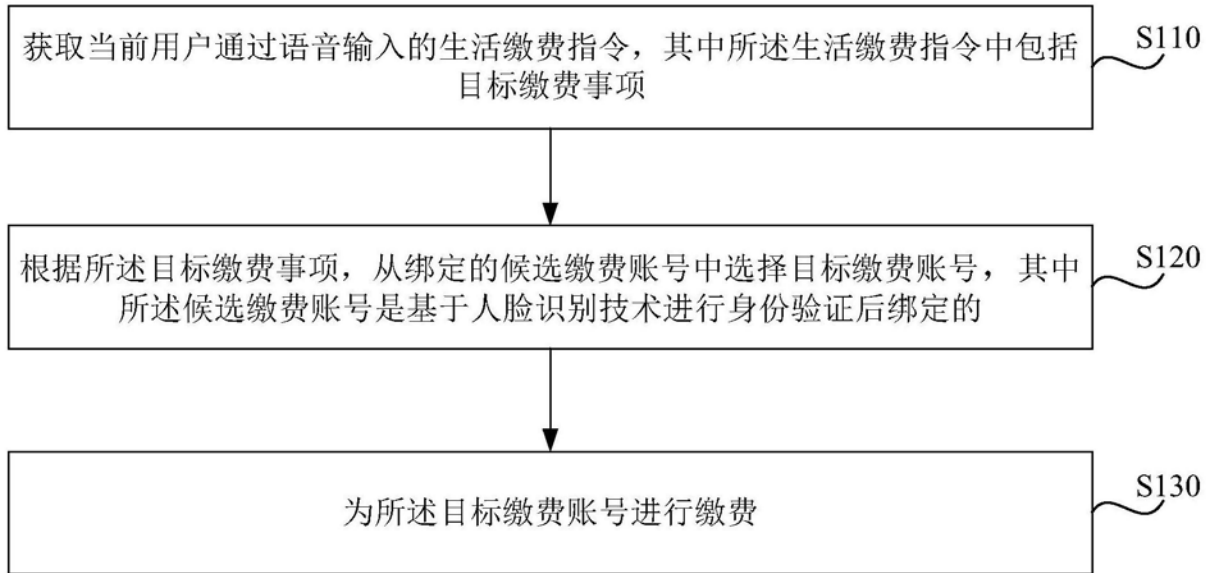 获取当前用户通过语音输入的生活缴费指令，其中所述生活缴费指令中包括
目标缴费事项
S110
根据所述目标缴费事项，从绑定的候选缴费账号中选择目标缴费账号，其中
所述候选缴费账号是基于人脸识别技术进行身份验证后绑定的
S120
为所述目标缴费账号进行缴费
S130